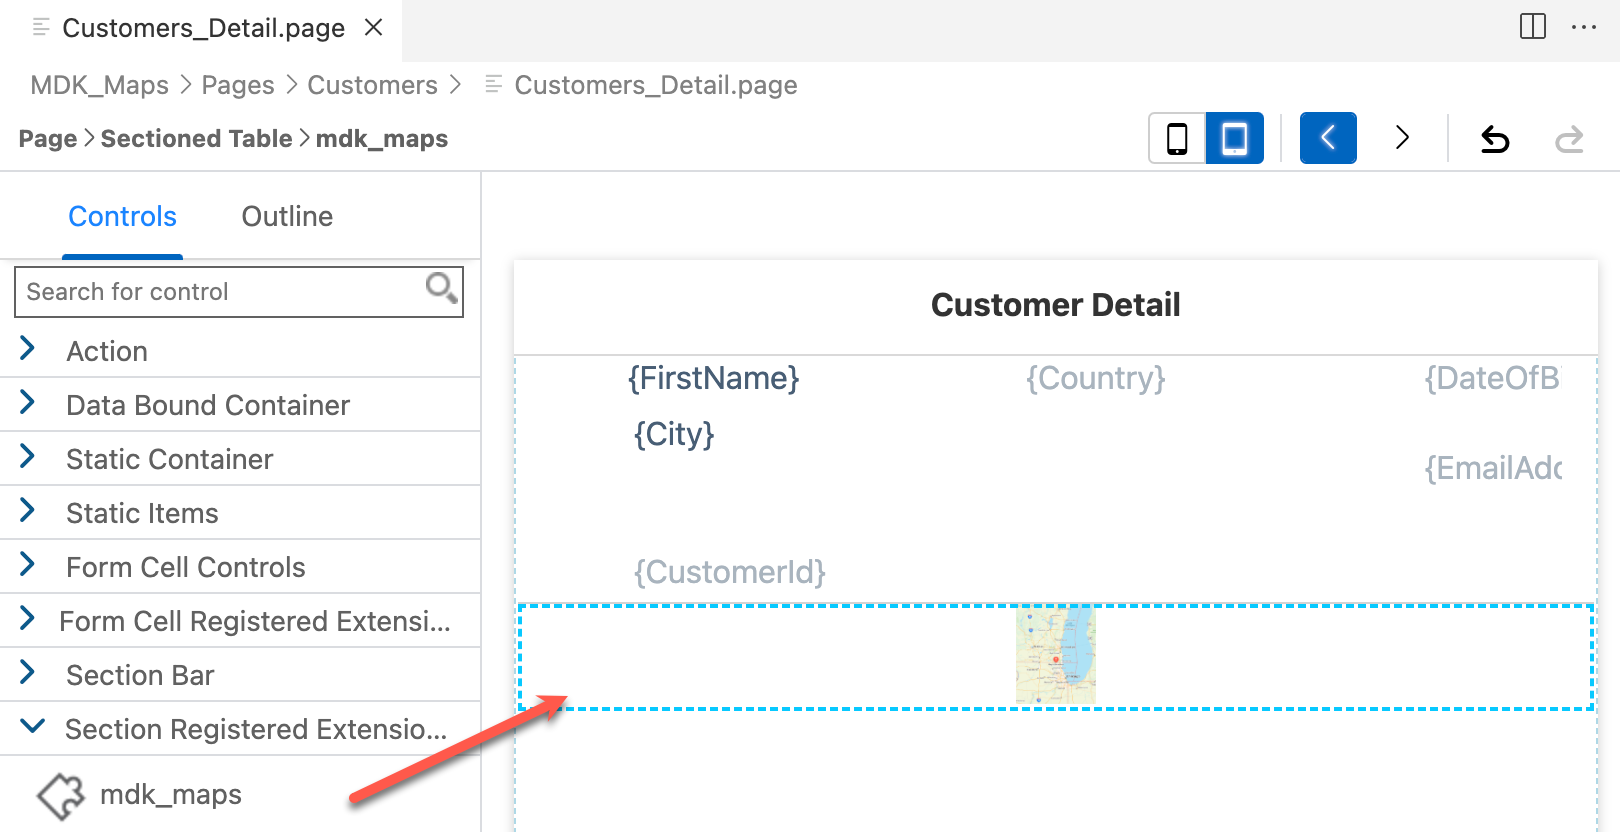 Customers_Detail.page
MDK_Maps > Pages > Customers > Customers_Detail.page
Page > Sectioned Table > mdk_maps
Controls Outline
Search for control
Action
Data Bound Container
Static Container
Static Items
Form Cell Controls
Form Cell Registered Extensi...
Section Bar
Section Registered Extensio...
mdk_maps
Customer Detail
{FirstName} {Country} {DateOfB
{City}
{EmailAdd
{CustomerId}